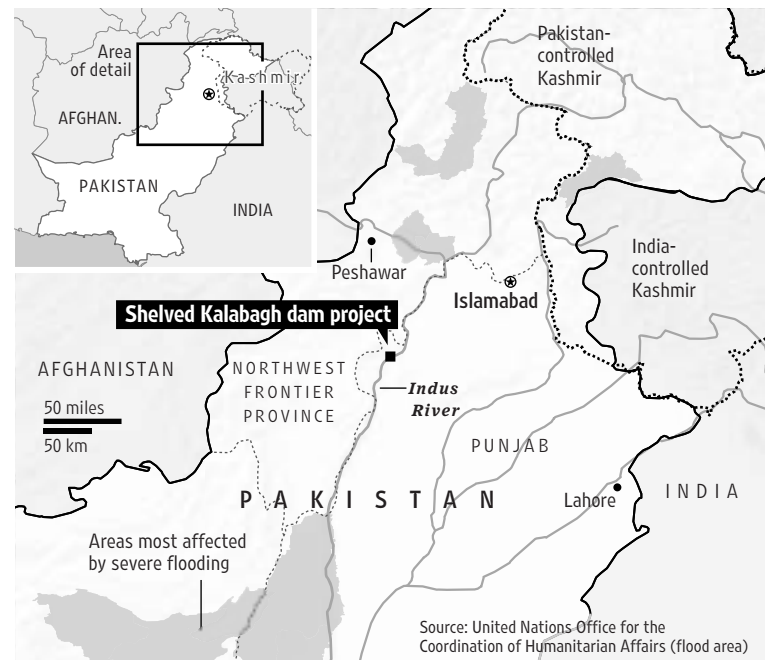 Area
of detail
Kashmir
AFGHAN.
PAKISTAN
INDIA
Pakistan-
controlled
Kashmir
Peshawar
Islamabad
India-
controlled
Kashmir
Shelved Kalabagh dam project
AFGHANISTAN
NORTHWEST
FRONTIER
PROVINCE
50 miles
50 km
Indus
River
PUNJAB
PAKISTAN
Lahore
INDIA
Areas most affected
by severe flooding
Source: United Nations Office for the
Coordination of Humanitarian Affairs (flood area)